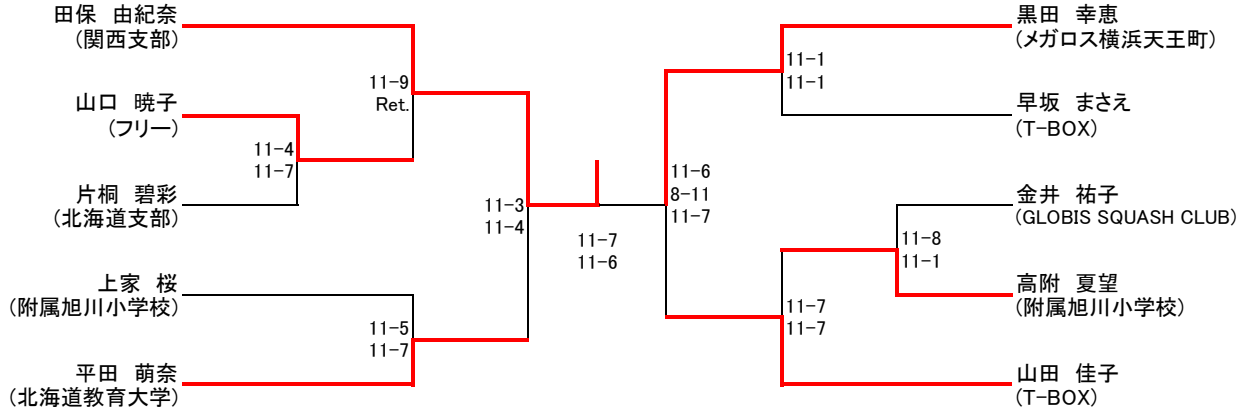 田保　由紀奈
(関西支部)
11-9
Ret.
山口　暁子
(フリー)
11-4
11-7
片桐　碧彩
(北海道支部)
11-3
11-4
上家　桜
(附属旭川小学校)
11-5
11-7
平田　萌奈
(北海道教育大学)
11-7
11-6
黒田　幸恵
(メガロス横浜天王町)
11-1
11-1
早坂　まさえ
(T-BOX)
11-6
8-11
11-7
金井　祐子
(GLOBIS SQUASH CLUB)
11-8
11-1
高附　夏望
(附属旭川小学校)
11-7
11-7
山田　佳子
(T-BOX)